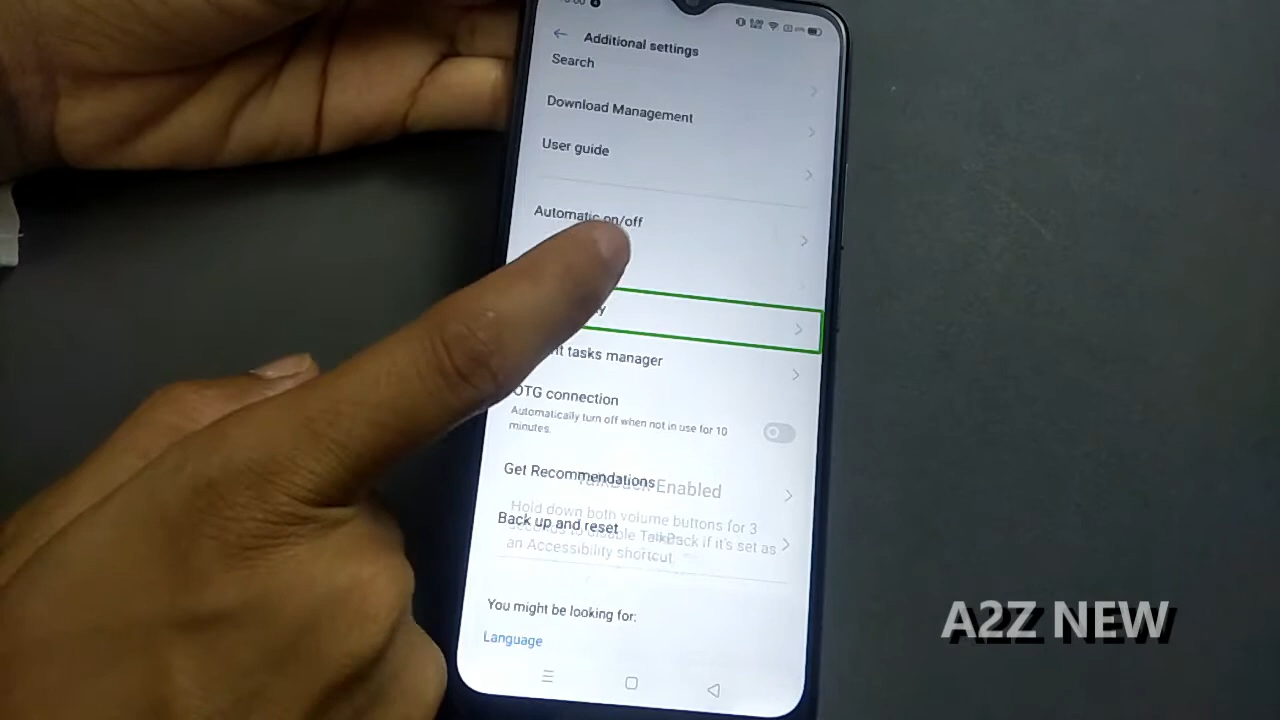 Additional settings
Search
Download Management
User guide
Automatic on/off
tasks manager
OTG connection
Automatically turn off when not in use for 10
minutes.
Get Recommendations
TalkBack Enabled
Hold down both volume buttons for 3
Back up and reset
seconds to disable TalkBack if it's set as
an Accessibility shortcut.
You might be looking for:
Language
A2Z NEW